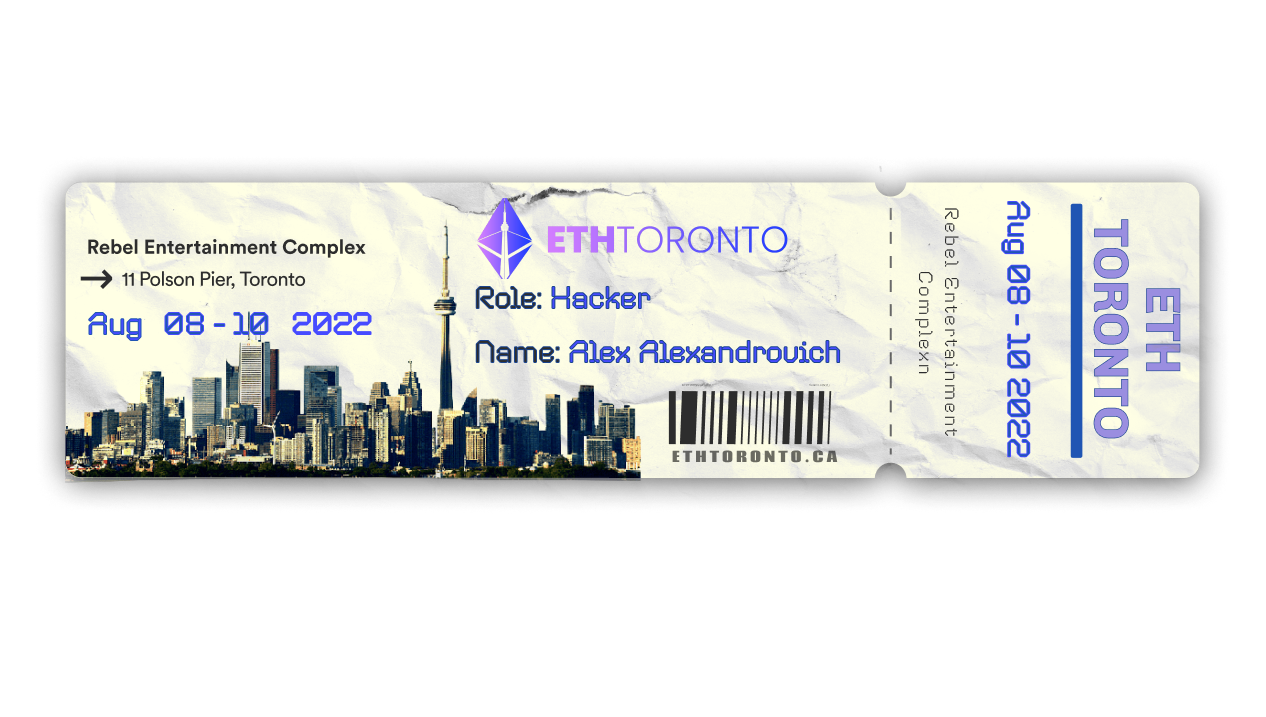 Rebel Entertainment Complex
11 Polson Pier, Toronto
Aug 08 - 10 2022
ETHTORONTO
Role: Hacker
Name: Alex Alexandrovich
ETHTORONTO.CA
Rebel Entertainment
Complexn
Aug 08 - 10 2022
ETH
TORONTO